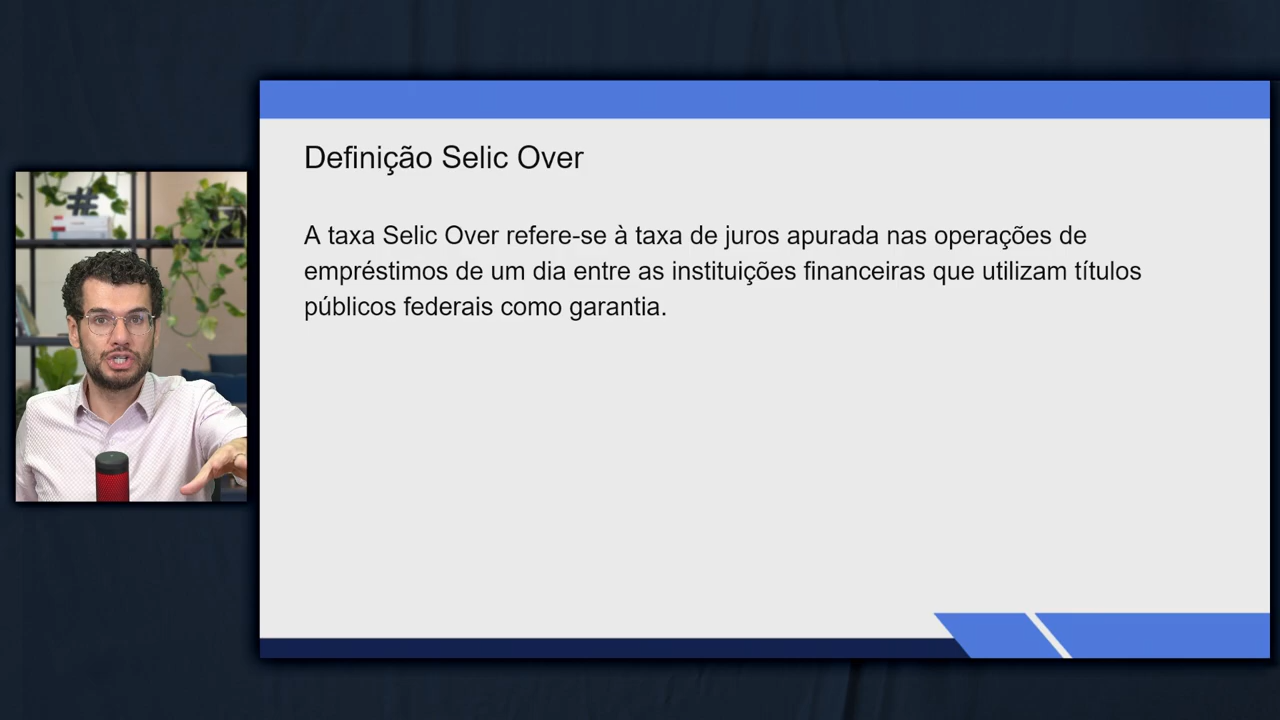 Definição Selic Over
A taxa Selic Over refere-se à taxa de juros apurada nas operações de
empréstimos de um dia entre as instituições financeiras que utilizam títulos
públicos federais como garantia.
#